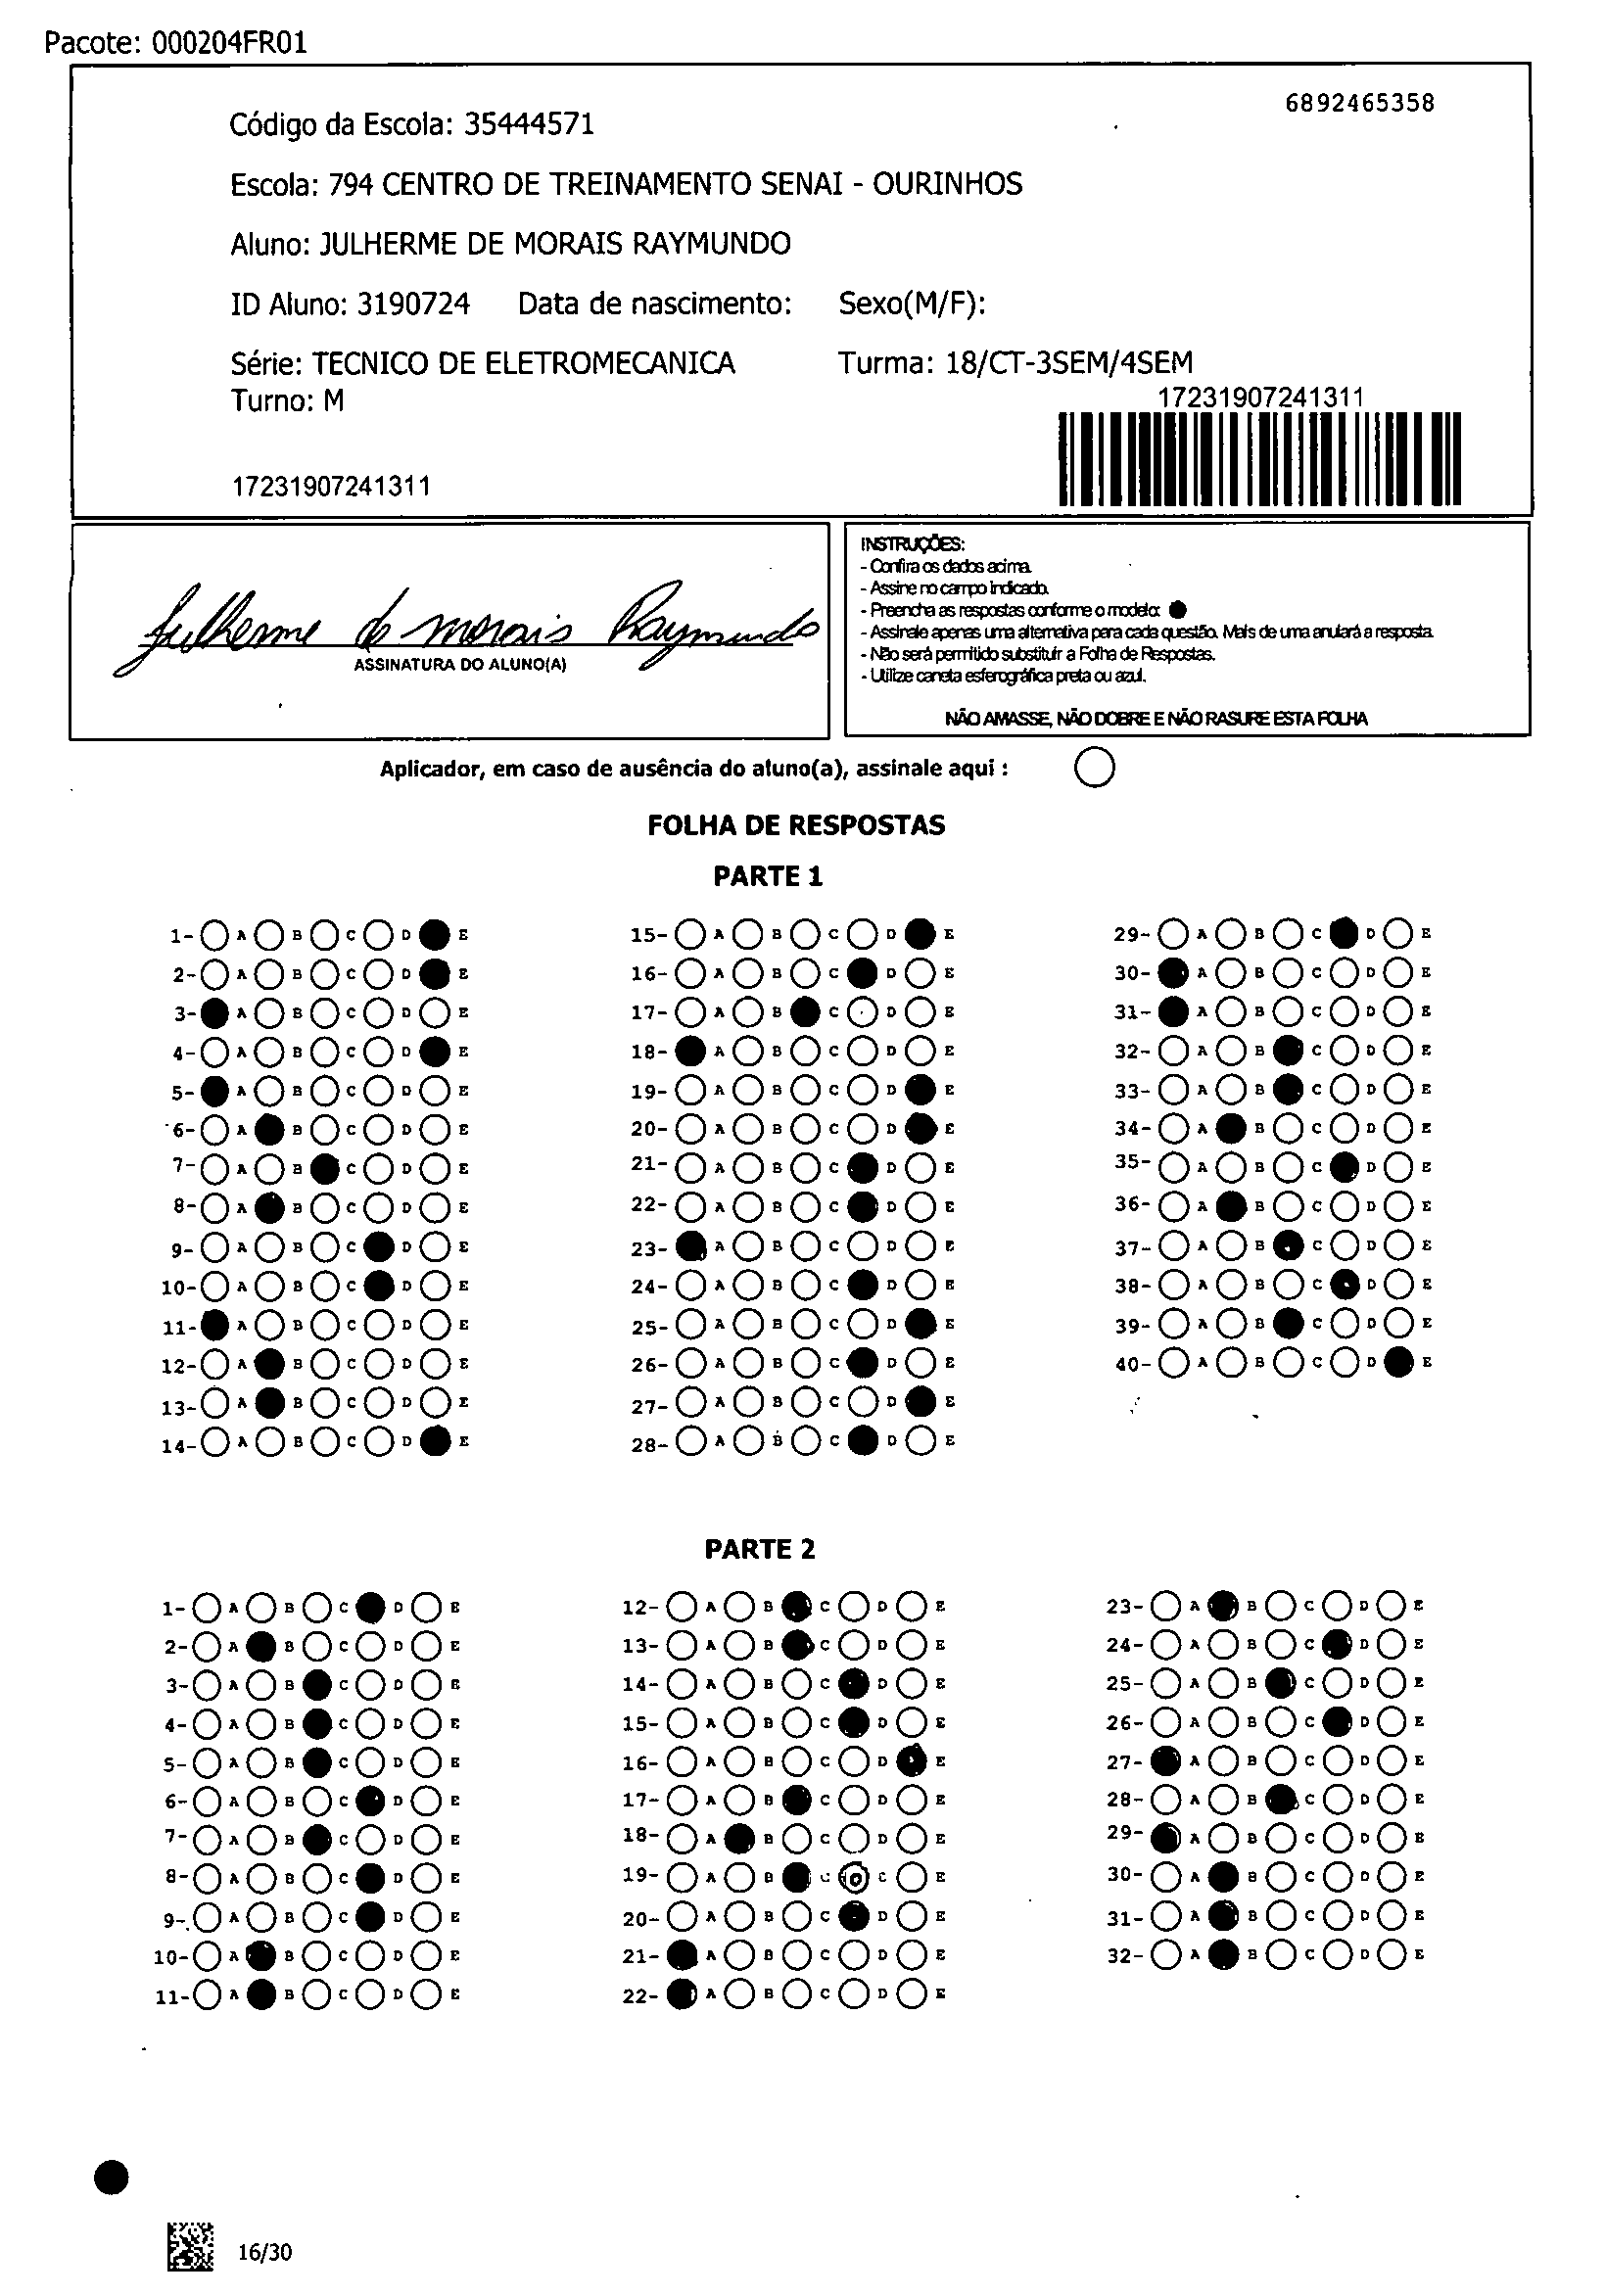 Pacote: 000204FR01
6892465358
Código da Escola: 35444571
Escola: 794 CENTRO DE TREINAMENTO SENAI - OURINHOS
Aluno: JULHERME DE MORAIS RAYMUNDO
ID Aluno: 3190724 Data de nascimento: Sexo(M/F):
Série: TECNICO DE ELETROMECANICA Turma: 18/CT-3SEM/4SEM
Turno: M
17231907241311
17231907241311
Julherme de morais Raymundo
ASSINATURA DO ALUNO(A)
INSTRUÇÕES:
- Confira os dados acima.
- Assine no campo indicado.
- Preencha as respostas conforme o modelo:
- Assinale apenas uma alternativa para cada questão. Mais de uma anulará a resposta.
- Não será permitido substituir a Folha de Respostas.
- Utilize caneta esferográfica preta ou azul.
NÃO AMASSE, NÃO DOBRE E NÃO RASURE ESTA FOLHA
Aplicador, em caso de ausência do aluno(a), assinale aqui :
FOLHA DE RESPOSTAS
PARTE 1
1- A B C D E 15- A B C D E 29- A B C D E
2- A B C D E 16- A B C D E 30- A B C D E
3- A B C D E 17- A B C D E 31- A B C D E
4- A B C D E 18- A B C D E 32- A B C D E
5- A B C D E 19- A B C D E 33- A B C D E
6- A B C D E 20- A B C D E 34- A B C D E
7- A B C D E 21- A B C D E 35- A B C D E
8- A B C D E 22- A B C D E 36- A B C D E
9- A B C D E 23- A B C D E 37- A B C D E
10- A B C D E 24- A B C D E 38- A B C D E
11- A B C D E 25- A B C D E 39- A B C D E
12- A B C D E 26- A B C D E 40- A B C D E
13- A B C D E 27- A B C D E
14- A B C D E 28- A B C D E
PARTE 2
1- A B C D E 12- A B C D E 23- A B C D E
2- A B C D E 13- A B C D E 24- A B C D E
3- A B C D E 14- A B C D E 25- A B C D E
4- A B C D E 15- A B C D E 26- A B C D E
5- A B C D E 16- A B C D E 27- A B C D E
6- A B C D E 17- A B C D E 28- A B C D E
7- A B C D E 18- A B C D E 29- A B C D E
8- A B C D E 19- A B C D E 30- A B C D E
9- A B C D E 20- A B C D E 31- A B C D E
10- A B C D E 21- A B C D E 32- A B C D E
11- A B C D E 22- A B C D E
16/30